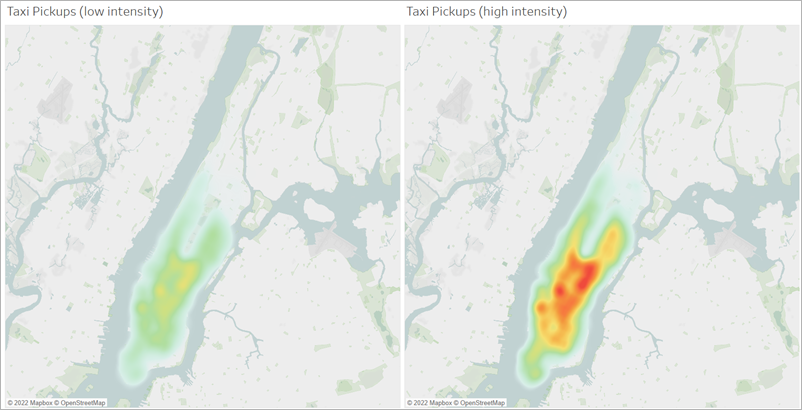 Taxi Pickups (low intensity)
Taxi Pickups (high intensity)
© 2022 Mapbox © OpenStreetMap
© 2022 Mapbox © OpenStreetMap